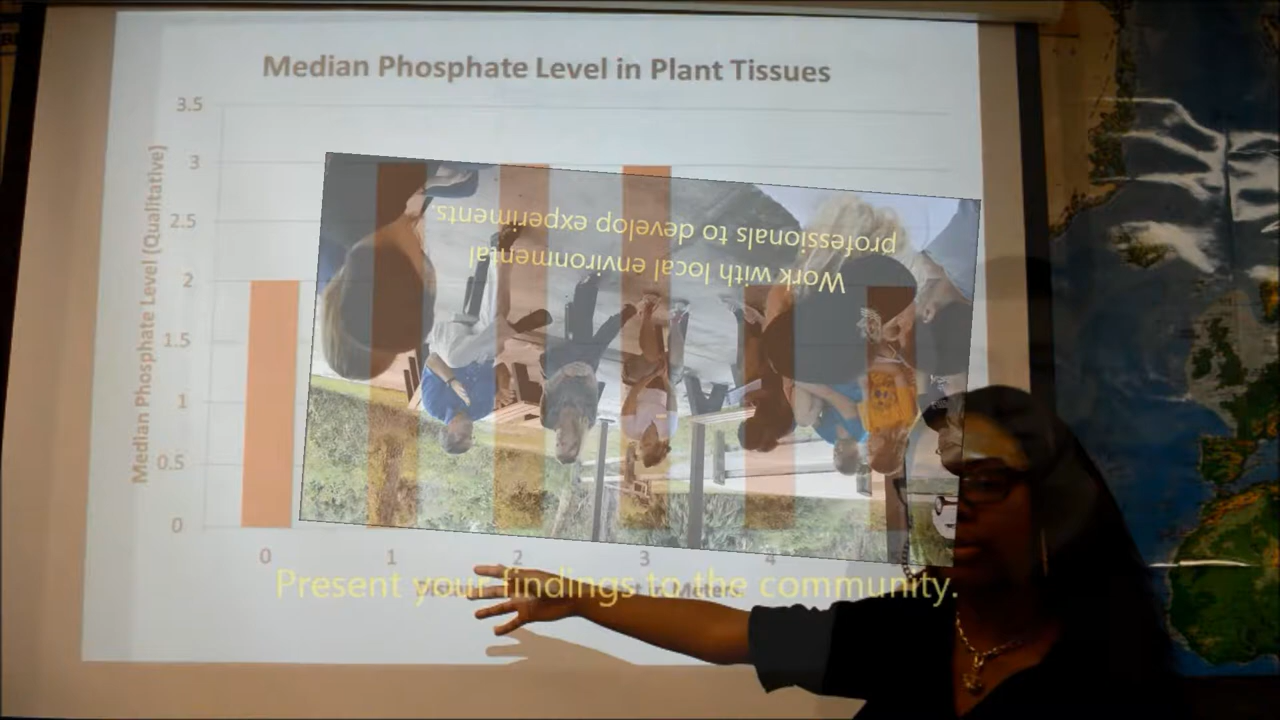 Median Phosphate Level in Plant Tissues
3.5
3
2.5
2
1.5
1
0.5
0
Median Phosphate Level (Qualitative)
Work with local environmental
professionals to develop experiments.
0
1
2
3
4
Present your findings to the community.
in Meters